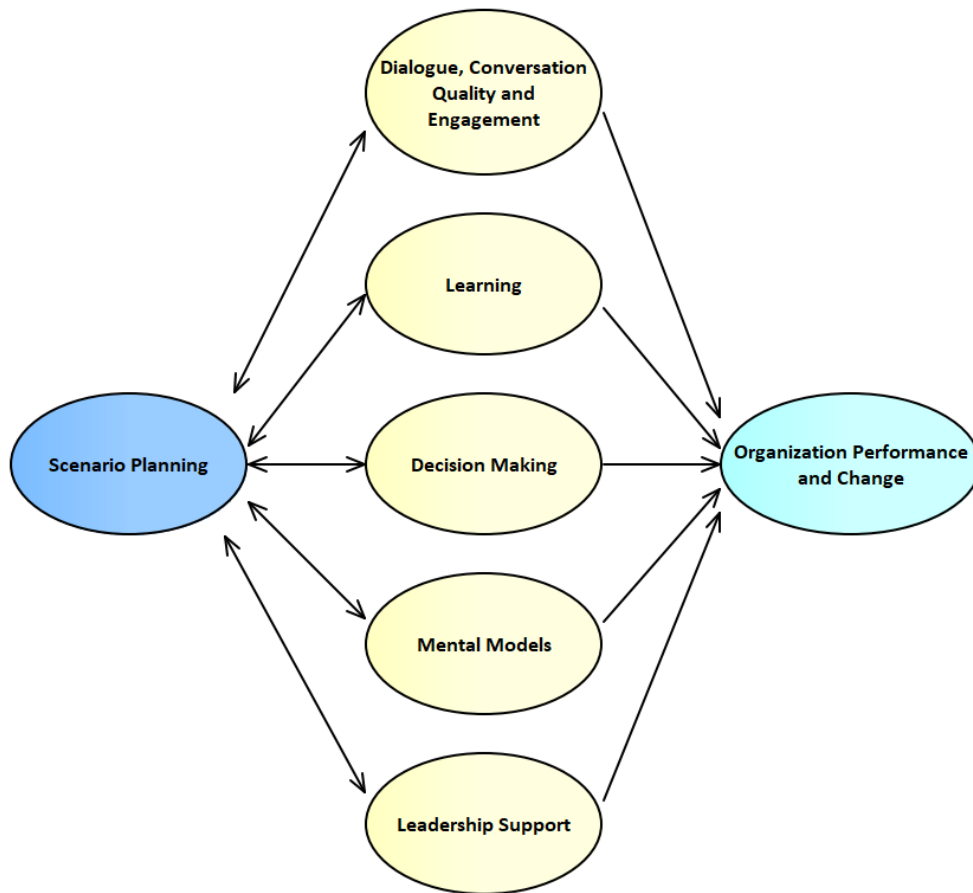 Dialogue, Conversation
Quality and
Engagement
Learning
Scenario Planning
Decision Making
Organization Performance
and Change
Mental Models
Leadership Support